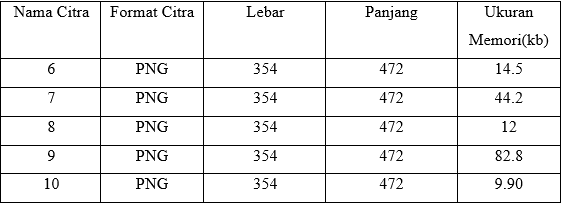 Nama Citra Format Citra Lebar Panjang Ukuran
Memori(kb)
6 PNG 354 472 14.5
7 PNG 354 472 44.2
8 PNG 354 472 12
9 PNG 354 472 82.8
10 PNG 354 472 9.90